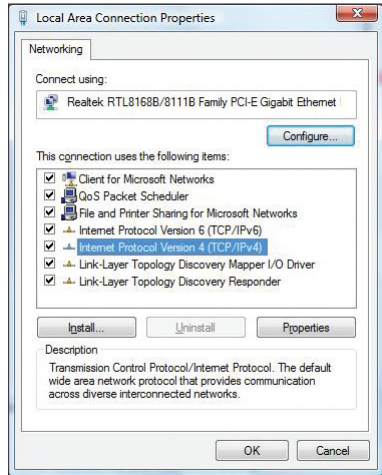 Local Area Connection Properties
Networking
Connect using:
Realtek RTL8168B/8111B Family PCI-E Gigabit Ethernet
Configure...
This connection uses the following items:
Client for Microsoft Networks
QoS Packet Scheduler
File and Printer Sharing for Microsoft Networks
Internet Protocol Version 6 (TCP/IPv6)
Internet Protocol Version 4 (TCP/IPv4)
Link-Layer Topology Discovery Mapper I/O Driver
Link-Layer Topology Discovery Responder
Install... Uninstall Properties
Description
Transmission Control Protocol/Internet Protocol. The default
wide area network protocol that provides communication
across diverse interconnected networks.
OK Cancel